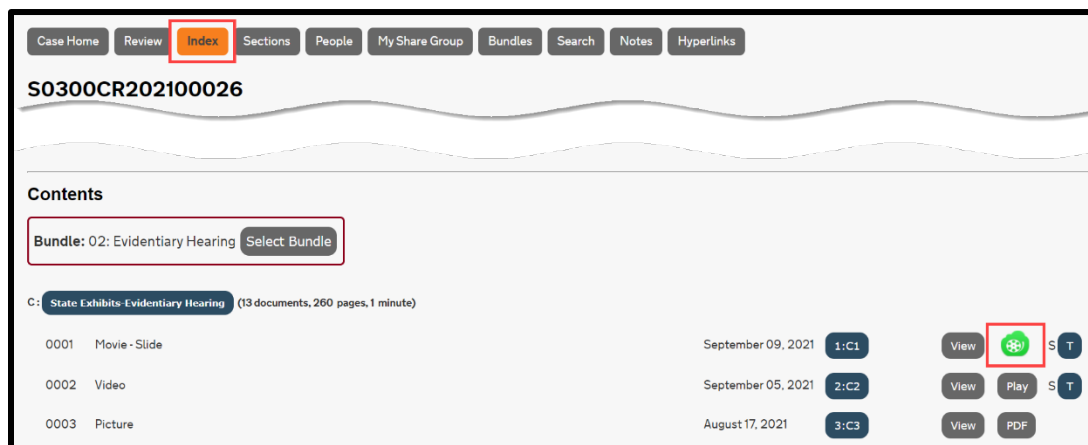 Case Home Review Index Sections People My Share Group Bundles Search Notes Hyperlinks
S0300CR202100026
Contents
Bundle: 02: Evidentiary Hearing Select Bundle
C: State Exhibits-Evidentiary Hearing (13 documents, 260 pages, 1 minute)
0001 Movie - Slide September 09, 2021 1:C1 View S T
0002 Video September 05, 2021 2:C2 View Play S T
0003 Picture August 17, 2021 3:C3 View PDF